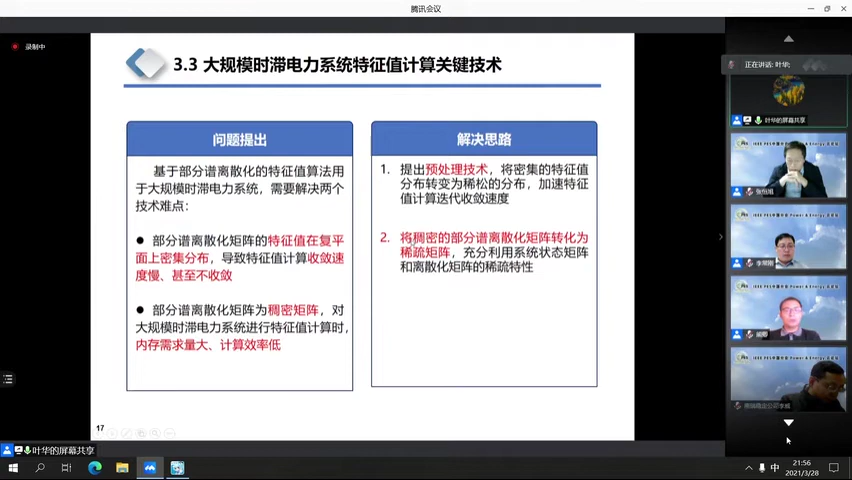 腾讯会议
录制中
3.3 大规模时滞电力系统特征值计算关键技术
问题提出
基于部分谱离散化的特征值算法用
于大规模时滞电力系统，需要解决两个
技术难点：
● 部分谱离散化矩阵的特征值在复平
面上密集分布，导致特征值计算收敛速
度慢、甚至不收敛
● 部分谱离散化矩阵为稠密矩阵，对
大规模时滞电力系统进行特征值计算时，
内存需求量大、计算效率低
解决思路
1. 提出预处理技术，将密集的特征值
分布转变为稀松的分布，加速特征
值计算迭代收敛速度
2. 将稠密的部分谱离散化矩阵转化为
稀疏矩阵，充分利用系统状态矩阵
和离散化矩阵的稀疏特性
17
叶华的屏幕共享
正在讲话: 叶华;
叶华的屏幕共享
李常刚
中
21:56
2021/3/28